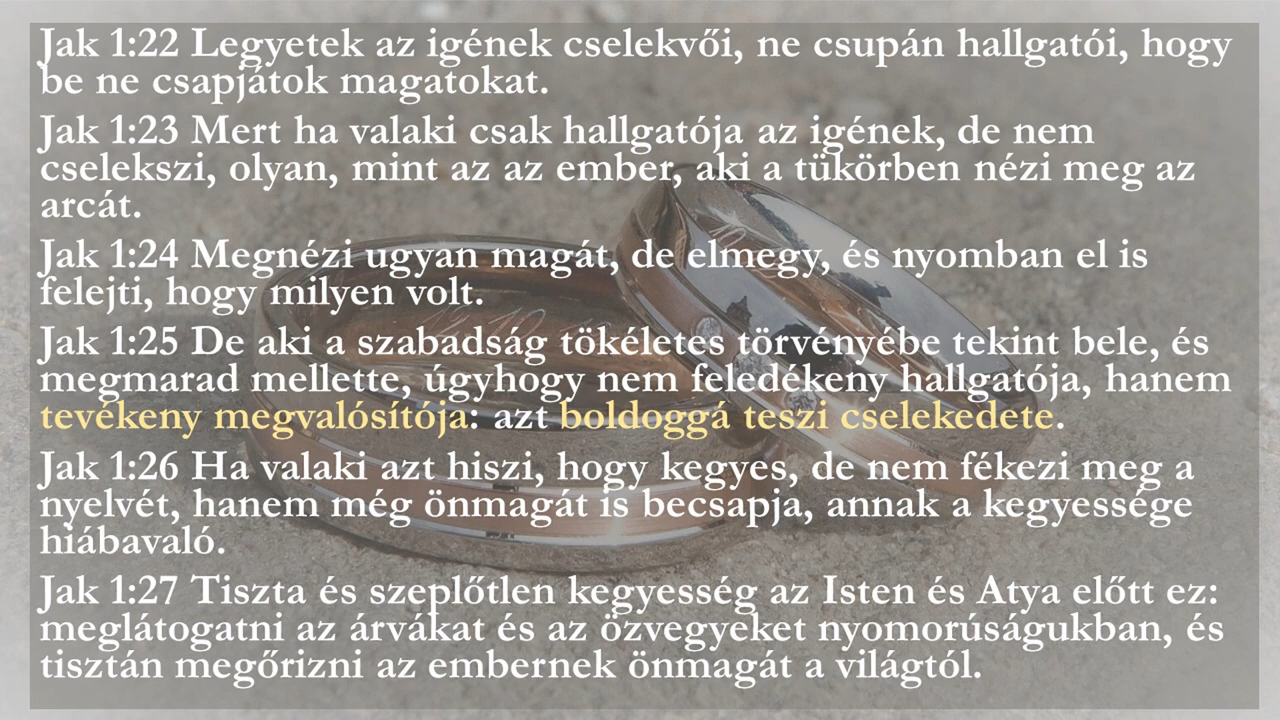 Jak 1:22 Legyetek az igének cselekvői, ne csupán hallgatói, hogy
be ne csapjátok magatokat.
Jak 1:23 Mert ha valaki csak hallgatója az igének, de nem
cselekszi, olyan, mint az az ember, aki a tükörben nézi meg az
arcát.
Jak 1:24 Megnézi ugyan magát, de elmegy, és nyomban el is
felejti, hogy milyen volt.
Jak 1:25 De aki a szabadság tökéletes törvényébe tekint bele, és
megmarad mellette, úgyhogy nem feledékeny hallgatója, hanem
tevékeny megvalósítója: azt boldoggá teszi cselekedete.
Jak 1:26 Ha valaki azt hiszi, hogy kegyes, de nem fékezi meg a
nyelvét, hanem még önmagát is becsapja, annak a kegyessége
hiábavaló.
Jak 1:27 Tiszta és szeplőtlen kegyesség az Isten és Atya előtt ez:
meglátogatni az árvákat és az özvegyeket nyomorúságukban, és
tisztán megőrizni az embernek önmagát a világtól.